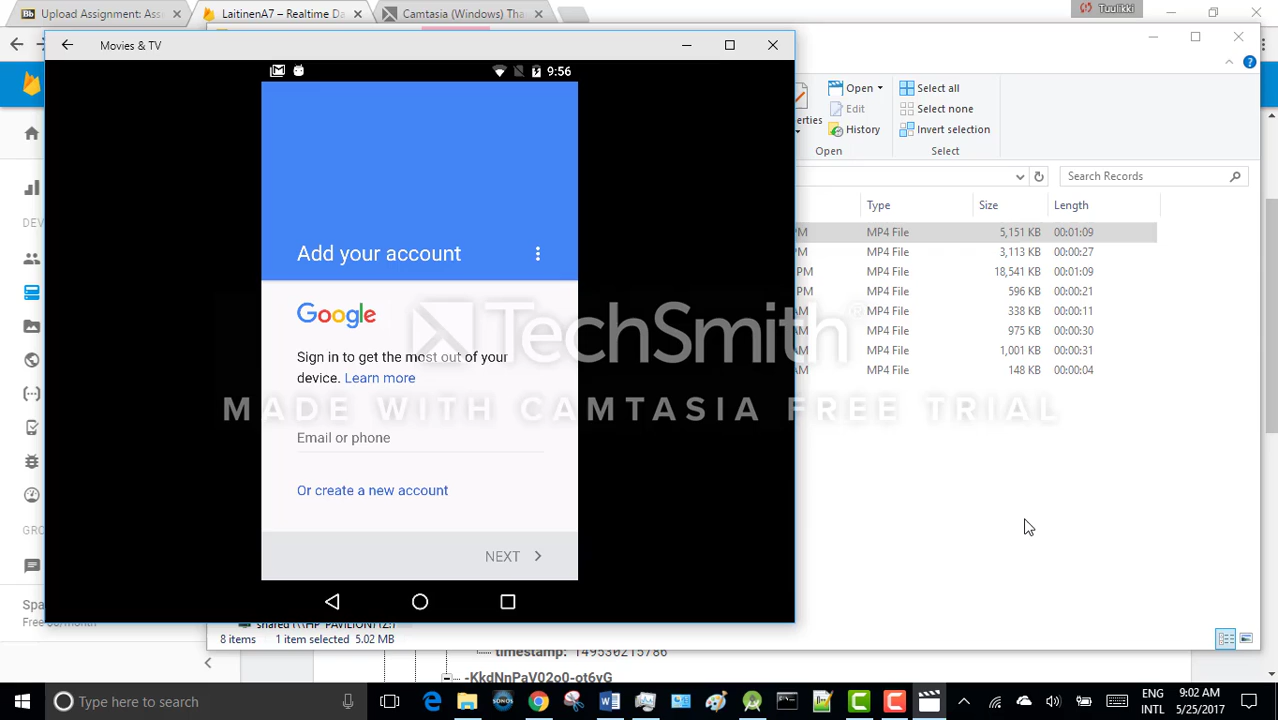 Upload Assignment: Assi
LaitinenA7 – Realtime Da
Camtasia (Windows) Tha
Tuulikki
Movies & TV
9:56
Add your account
Google
Sign in to get the most out of your
device. Learn more
Email or phone
Or create a new account
NEXT
TechSmith®
MADE WITH CAMTASIA FREE TRIAL
Open
Select all
Edit
Select none
History
Invert selection
Open
Select
Search Records
Type Size Length
MP4 File 5,151 KB 00:01:09
MP4 File 3,113 KB 00:00:27
PM MP4 File 18,541 KB 00:01:09
PM MP4 File 596 KB 00:00:21
MP4 File 338 KB 00:00:11
MP4 File 975 KB 00:00:30
MP4 File 1,001 KB 00:00:31
MP4 File 148 KB 00:00:04
DEV
GRO
8 items 1 item selected 5.02 MB
timestamp:
-KkdNnPaV02o0-ot6yG
Type here to search
ENG
INTL
9:02 AM
5/25/2017